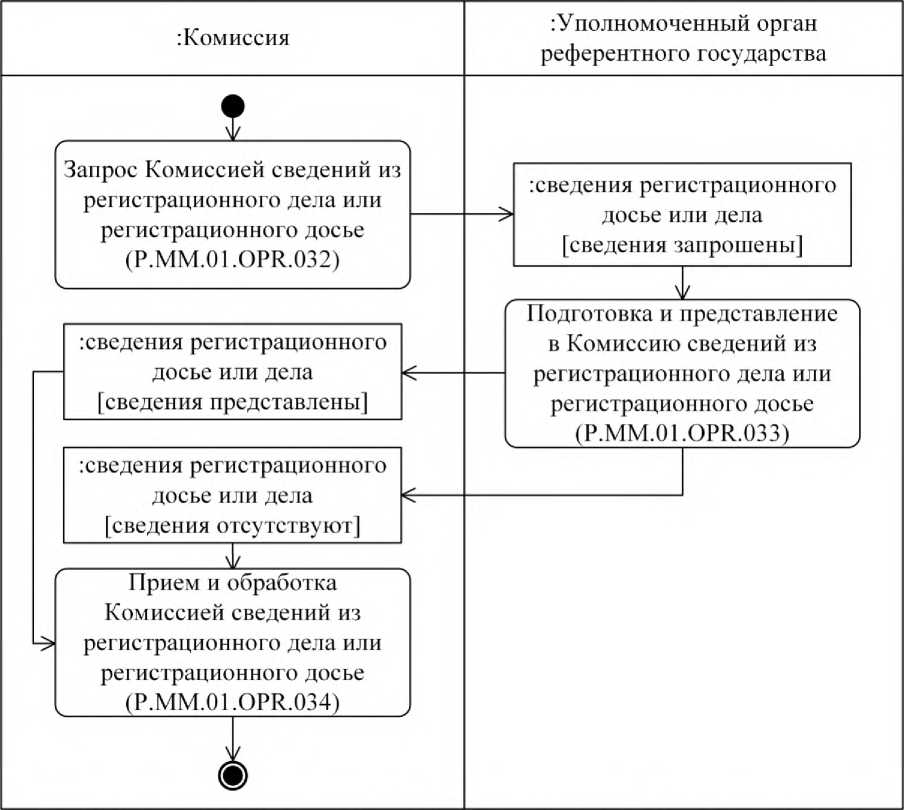 :Комиссия
:Уполномоченный орган
референтного государства
Запрос Комиссией сведений из
регистрационного дела или
регистрационного досье
(P.MM.01.OPR.032)
:сведения регистрационного
досье или дела
[сведения запрошены]
Подготовка и представление
в Комиссию сведений из
регистрационного дела или
регистрационного досье
(P.MM.01.OPR.033)
:сведения регистрационного
досье или дела
[сведения представлены]
:сведения регистрационного
досье или дела
[сведения отсутствуют]
Прием и обработка
Комиссией сведений из
регистрационного дела или
регистрационного досье
(P.MM.01.OPR.034)